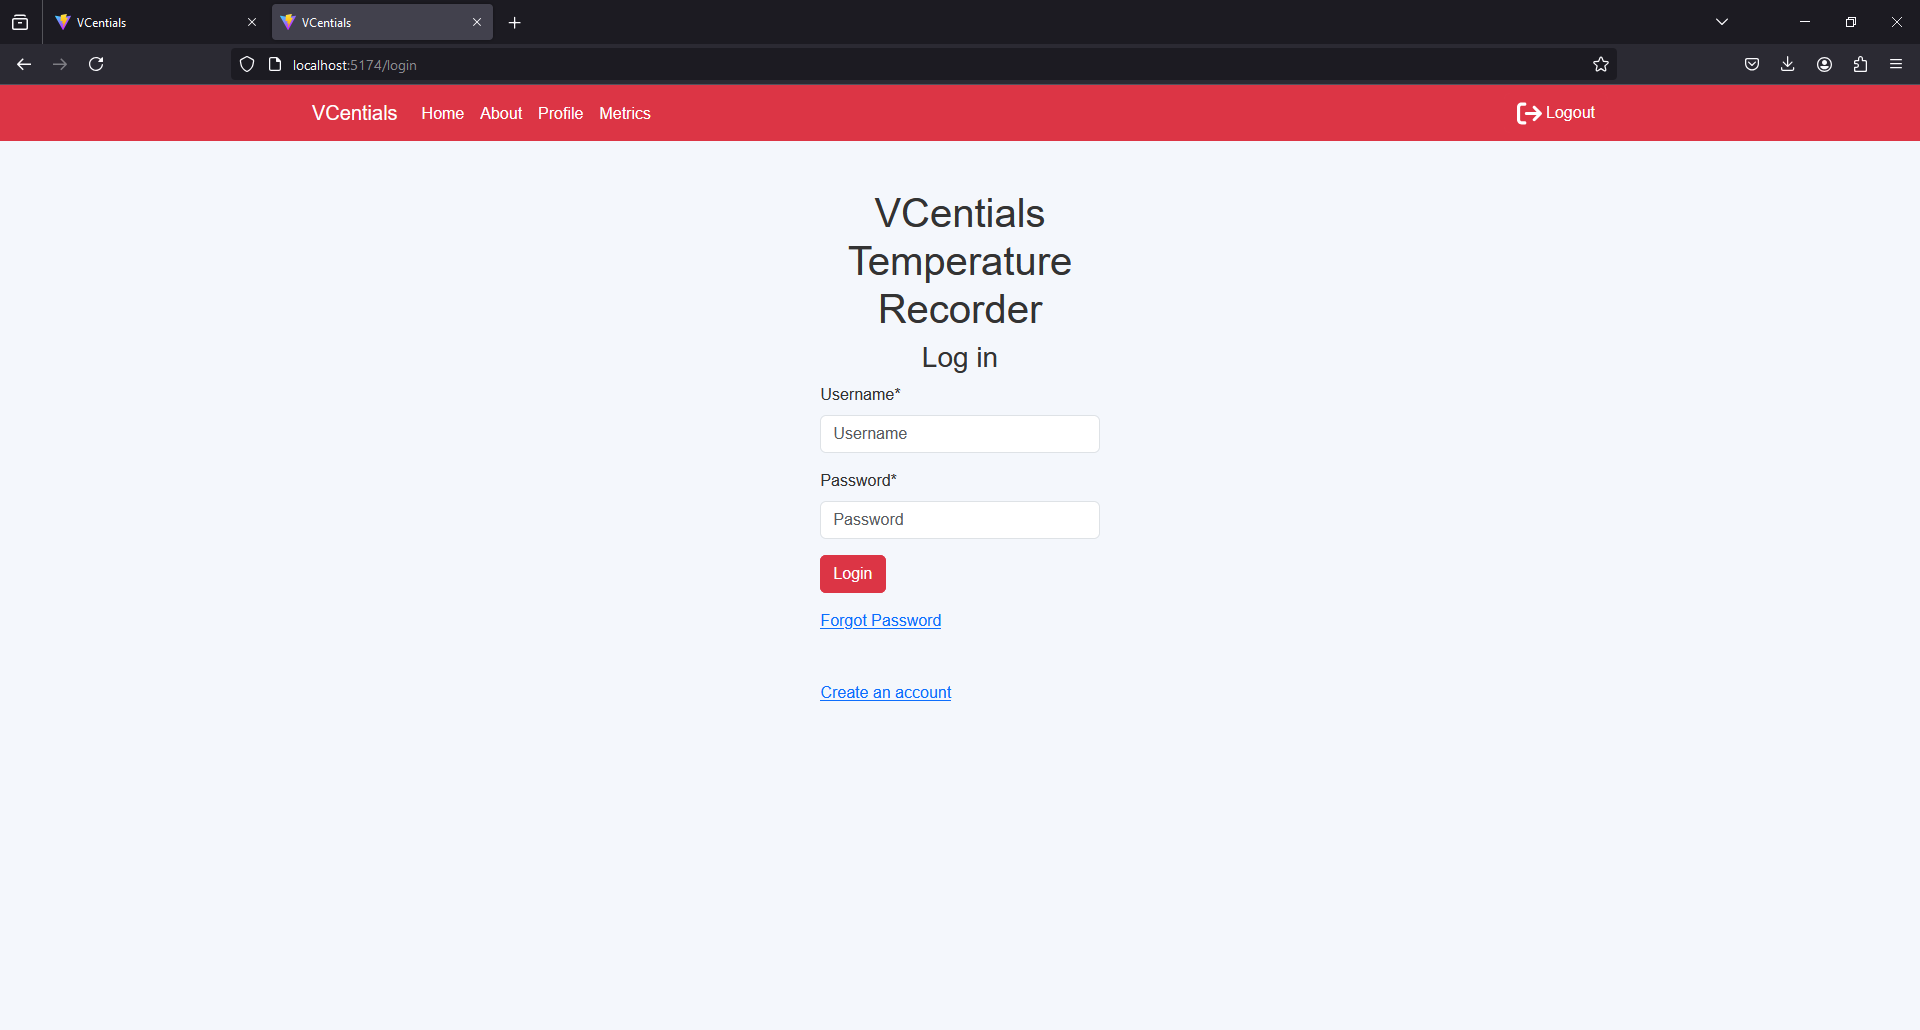 VCentials
VCentials
localhost:5174/login
VCentials Home About Profile Metrics Logout
VCentials
Temperature
Recorder
Log in
Username*
Username
Password*
Password
Login
Forgot Password
Create an account